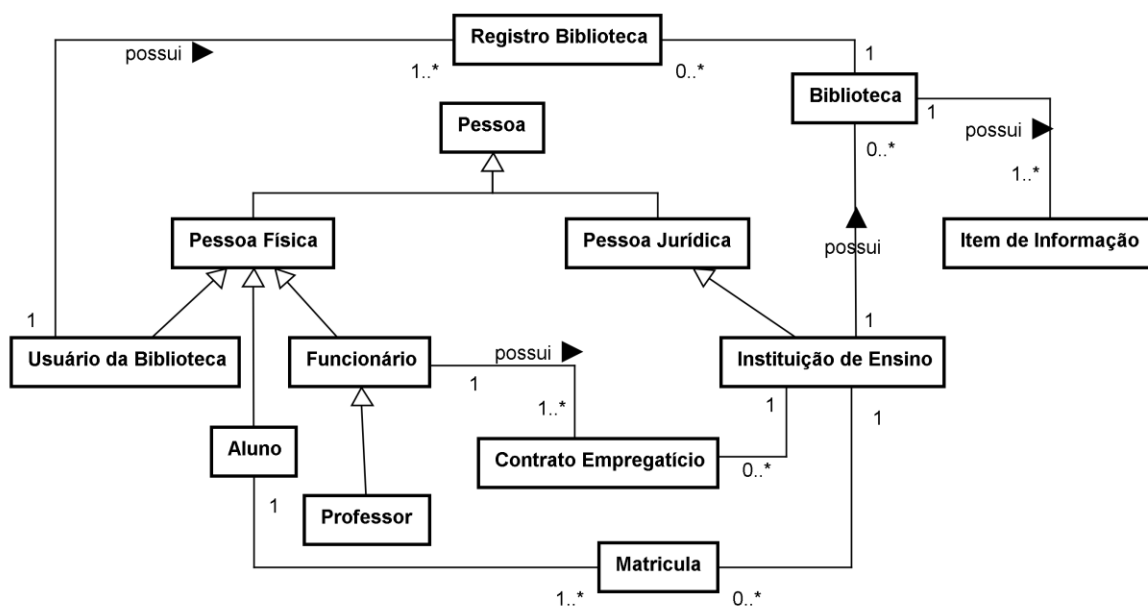 Registro Biblioteca
possui
1..*
0..*
1
Biblioteca
1
possui
Pessoa
0..*
1..*
Pessoa Física
Pessoa Jurídica
Item de Informação
possui
1
1
Usuário da Biblioteca
Funcionário
possui
Instituição de Ensino
1
1
1
1..*
Aluno
Contrato Empregatício
0..*
1
Professor
Matricula
1..*
0..*